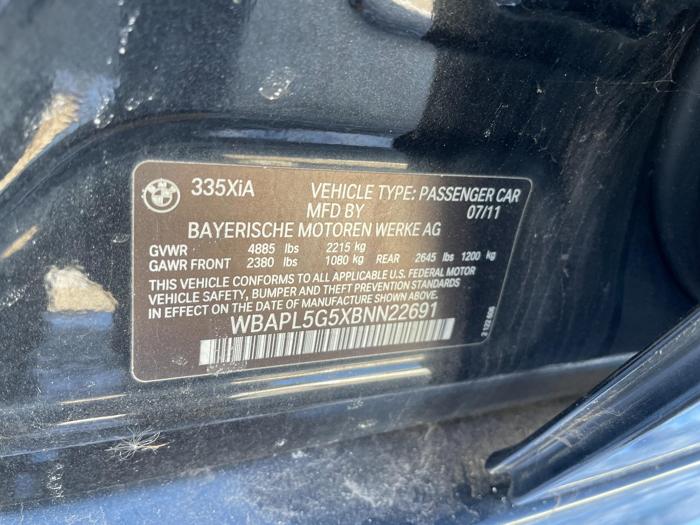 335XiA VEHICLE TYPE: PASSENGER CAR
MFD BY 07/11
BAYERISCHE MOTOREN WERKE AG
GVWR 4885 lbs 2215 kg
GAWR FRONT 2380 lbs 1080 kg REAR 2645 lbs 1200 kg
THIS VEHICLE CONFORMS TO ALL APPLICABLE U.S. FEDERAL MOTOR
VEHICLE SAFETY, BUMPER AND THEFT PREVENTION STANDARDS
IN EFFECT ON THE DATE OF MANUFACTURE SHOWN ABOVE.
WBAPL5G5XBNN22691
BMW